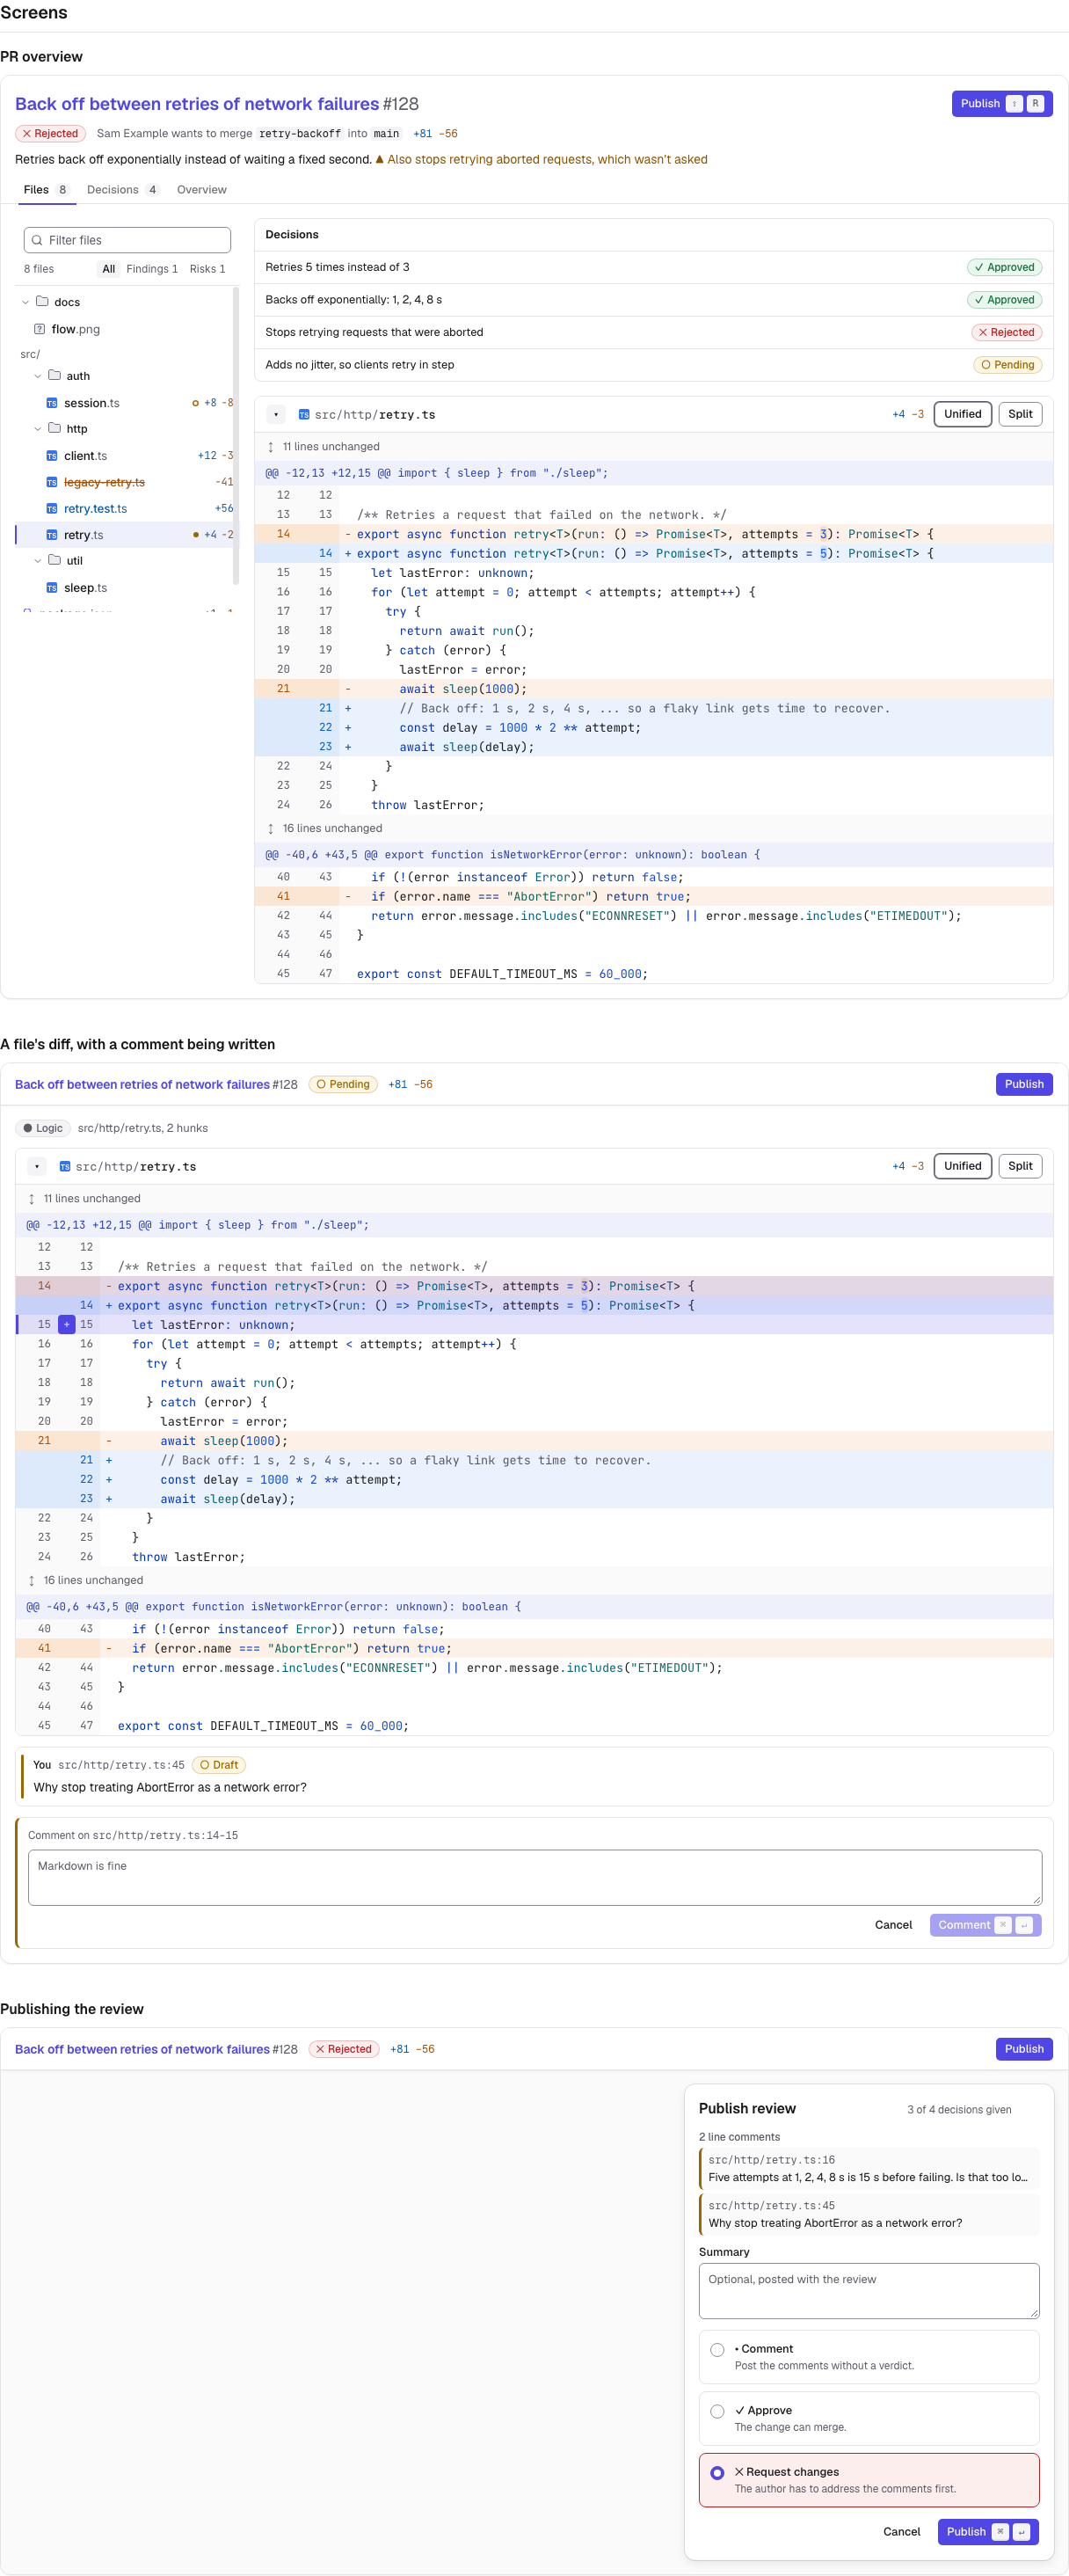 Screens
PR overview
Back off between retries of network failures #128
Publish ⇧ R
Rejected Sam Example wants to merge retry-backoff into main +81 −56
Retries back off exponentially instead of waiting a fixed second. ▲ Also stops retrying aborted requests, which wasn't asked
Files 8 Decisions 4 Overview
Filter files
8 files All Findings 1 Risks 1
docs
flow.png
src/
auth
session.ts +8 -8
http
client.ts +12 -3
legacy-retry.ts -41
retry.test.ts +56
retry.ts +4 -2
util
sleep.ts
Decisions
Retries 5 times instead of 3 ✓ Approved
Backs off exponentially: 1, 2, 4, 8 s ✓ Approved
Stops retrying requests that were aborted Rejected
Adds no jitter, so clients retry in step Pending
TS src/http/retry.ts +4 −3 Unified Split
11 lines unchanged
@@ -12,13 +12,15 @@ import { sleep } from "./sleep";
12 12
13 13 /** Retries a request that failed on the network. */
14 - export async function retry<T>(run: () => Promise<T>, attempts = 3): Promise<T> {
14 + export async function retry<T>(run: () => Promise<T>, attempts = 5): Promise<T> {
15 15 let lastError: unknown;
16 16 for (let attempt = 0; attempt < attempts; attempt++) {
17 17 try {
18 18 return await run();
19 19 } catch (error) {
20 20 lastError = error;
21 - await sleep(1000);
21 + // Back off: 1 s, 2 s, 4 s, ... so a flaky link gets time to recover.
22 + const delay = 1000 * 2 ** attempt;
23 + await sleep(delay);
22 24 }
23 25 }
24 26 throw lastError;
16 lines unchanged
@@ -40,6 +43,5 @@ export function isNetworkError(error: unknown): boolean {
40 43 if (!(error instanceof Error)) return false;
41 - if (error.name === "AbortError") return true;
42 44 return error.message.includes("ECONNRESET") || error.message.includes("ETIMEDOUT");
43 45 }
44 46
45 47 export const DEFAULT_TIMEOUT_MS = 60_000;
A file's diff, with a comment being written
Back off between retries of network failures #128 Pending +81 −56 Publish
Logic src/http/retry.ts, 2 hunks
TS src/http/retry.ts +4 −3 Unified Split
11 lines unchanged
@@ -12,13 +12,15 @@ import { sleep } from "./sleep";
12 12
13 13 /** Retries a request that failed on the network. */
14 - export async function retry<T>(run: () => Promise<T>, attempts = 3): Promise<T> {
14 + export async function retry<T>(run: () => Promise<T>, attempts = 5): Promise<T> {
15 + 15 let lastError: unknown;
16 16 for (let attempt = 0; attempt < attempts; attempt++) {
17 17 try {
18 18 return await run();
19 19 } catch (error) {
20 20 lastError = error;
21 - await sleep(1000);
21 + // Back off: 1 s, 2 s, 4 s, ... so a flaky link gets time to recover.
22 + const delay = 1000 * 2 ** attempt;
23 + await sleep(delay);
22 24 }
23 25 }
24 26 throw lastError;
16 lines unchanged
@@ -40,6 +43,5 @@ export function isNetworkError(error: unknown): boolean {
40 43 if (!(error instanceof Error)) return false;
41 - if (error.name === "AbortError") return true;
42 44 return error.message.includes("ECONNRESET") || error.message.includes("ETIMEDOUT");
43 45 }
44 46
45 47 export const DEFAULT_TIMEOUT_MS = 60_000;
You src/http/retry.ts:45 Draft
Why stop treating AbortError as a network error?
Comment on src/http/retry.ts:14–15
Markdown is fine
Cancel Comment ⌘ ↵
Publishing the review
Back off between retries of network failures #128 Rejected +81 −56 Publish
Publish review 3 of 4 decisions given
2 line comments
src/http/retry.ts:16
Five attempts at 1, 2, 4, 8 s is 15 s before failing. Is that too lo…
src/http/retry.ts:45
Why stop treating AbortError as a network error?
Summary
Optional, posted with the review
• Comment
Post the comments without a verdict.
✓ Approve
The change can merge.
Request changes
The author has to address the comments first.
Cancel Publish ⌘ ↵